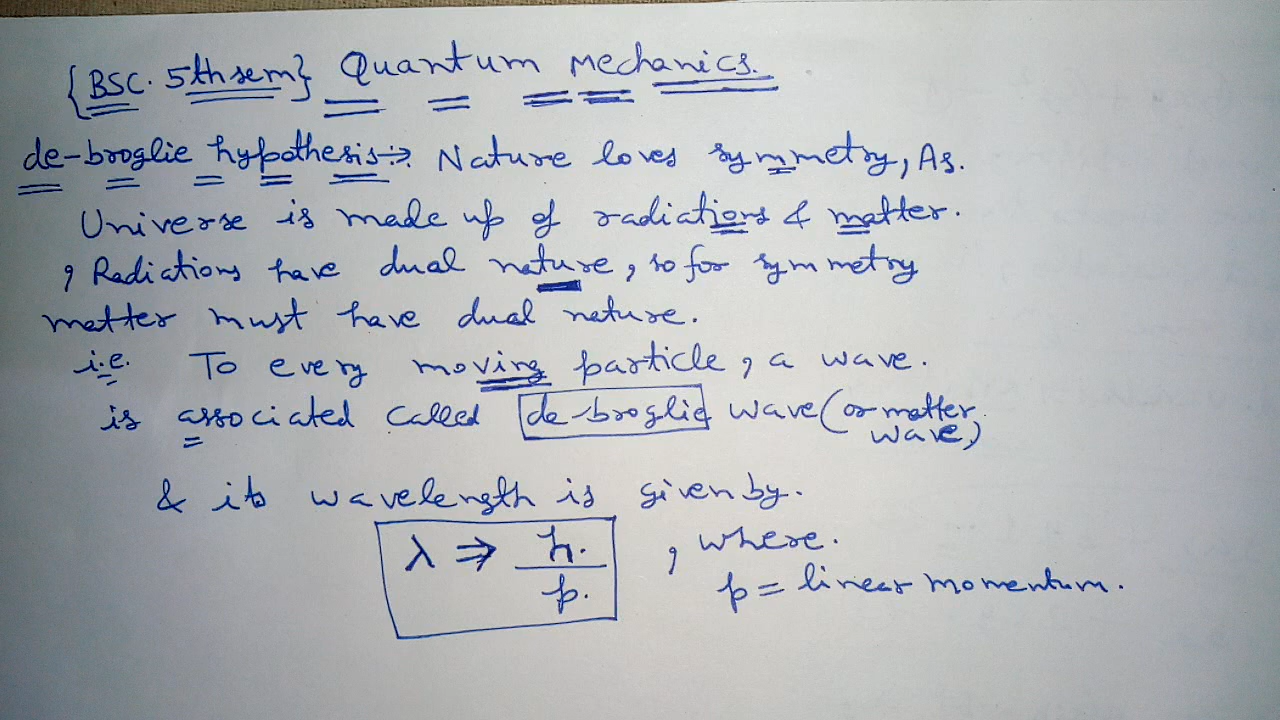 {BSC. 5th sem} Quantum Mechanics.
de-broglie hypothesis:→ Nature loves symmetry, As.
Universe is made up of radiations & matter.
, Radiations have dual nature, so for symmetry
matter must have dual nature.
i.e. To every moving particle, a wave.
is associated called de-broglie wave (or matter.
wave)
& its wavelength is given by.
λ ⇒ h. / p. , where.
p = linear momentum.